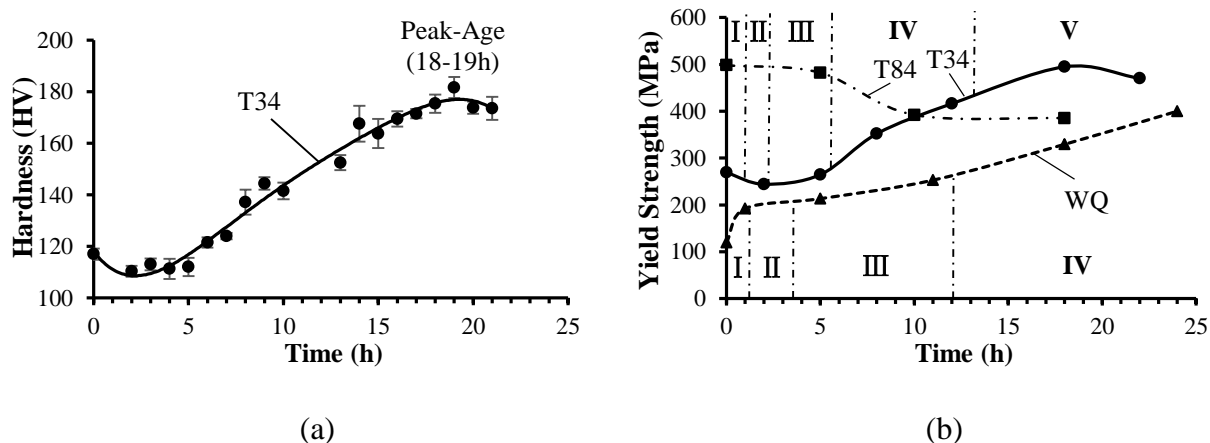 Hardness (HV)
200
180
160
140
120
100
T34
Peak-Age
(18-19h)
0 5 10 15 20 25
Time (h)
(a)
Yield Strength (MPa)
600
500
400
300
200
100
0
I II III IV V
T84 T34
WQ
I II III IV
0 5 10 15 20 25
Time (h)
(b)